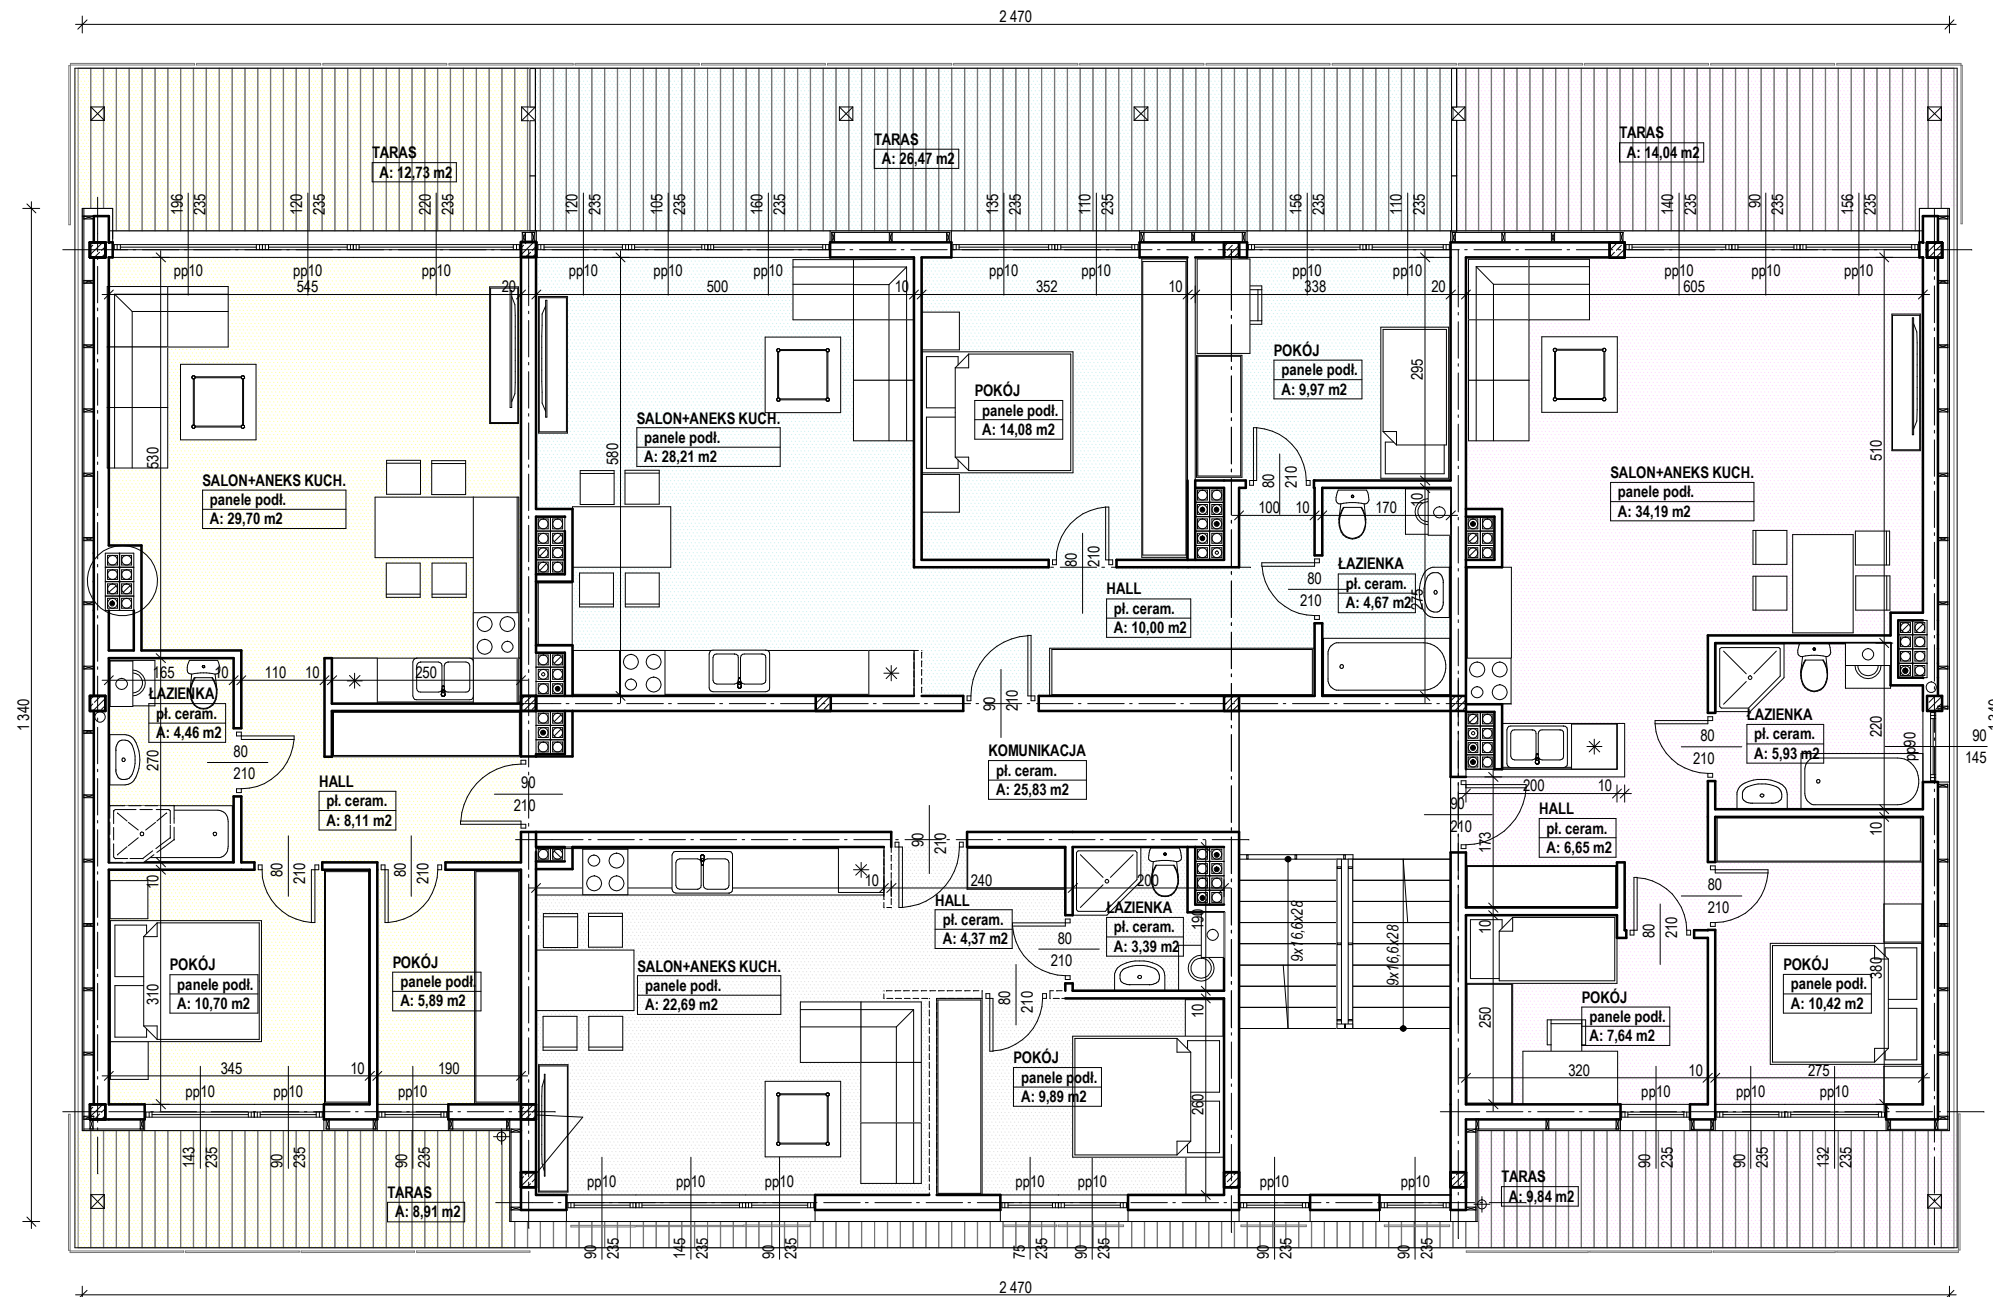 2 470
TARAS
A: 12,73 m2
TARAS
A: 26,47 m2
TARAS
A: 14,04 m2
196 235
120 235
220 235
120 235
105 235
160 235
135 235
110 235
156 235
110 235
140 235
90 235
156 235
pp10 pp10 pp10 pp10 pp10 pp10 pp10 pp10 pp10 pp10 pp10 pp10 pp10
545 20 500 10 352 10 338 20 605
530
580
295
510
1 340
1 340
SALON+ANEKS KUCH.
panele podł.
A: 29,70 m2
SALON+ANEKS KUCH.
panele podł.
A: 28,21 m2
POKÓJ
panele podł.
A: 14,08 m2
POKÓJ
panele podł.
A: 9,97 m2
SALON+ANEKS KUCH.
panele podł.
A: 34,19 m2
80 210
100 10 170
10
80 210
80
210
ŁAZIENKA
pł. ceram.
A: 4,67 m2
275
HALL
pł. ceram.
A: 10,00 m2
165 10 110 10 250
ŁAZIENKA
pł. ceram.
A: 4,46 m2
270
80
210
90 210
KOMUNIKACJA
pł. ceram.
A: 25,83 m2
HALL
pł. ceram.
A: 8,11 m2
90
210
ŁAZIENKA
pł. ceram.
A: 5,93 m2
220
80
210
pp90
90
145
200 10
90
210
173
HALL
pł. ceram.
A: 6,65 m2
10
10
80 210
80 210
90 210
10 240 200
HALL
pł. ceram.
A: 4,37 m2
ŁAZIENKA
pł. ceram.
A: 3,39 m2
190
80
210
9x16,6x28
9x16,6x28
80
210
80 210
10
POKÓJ
panele podł.
A: 10,70 m2
310
POKÓJ
panele podł.
A: 5,89 m2
SALON+ANEKS KUCH.
panele podł.
A: 22,69 m2
80 210
10
POKÓJ
panele podł.
A: 9,89 m2
260
POKÓJ
panele podł.
A: 7,64 m2
250
POKÓJ
panele podł.
A: 10,42 m2
380
345 10 190
320 10 275
pp10 pp10 pp10
pp10 pp10 pp10
143 235
90 235
90 235
90 235
90 235
132 235
pp10 pp10 pp10 pp10 pp10 pp10 pp10
TARAS
A: 8,91 m2
TARAS
A: 9,84 m2
90 235
145 235
90 235
75 235
90 235
90 235
90 235
2 470